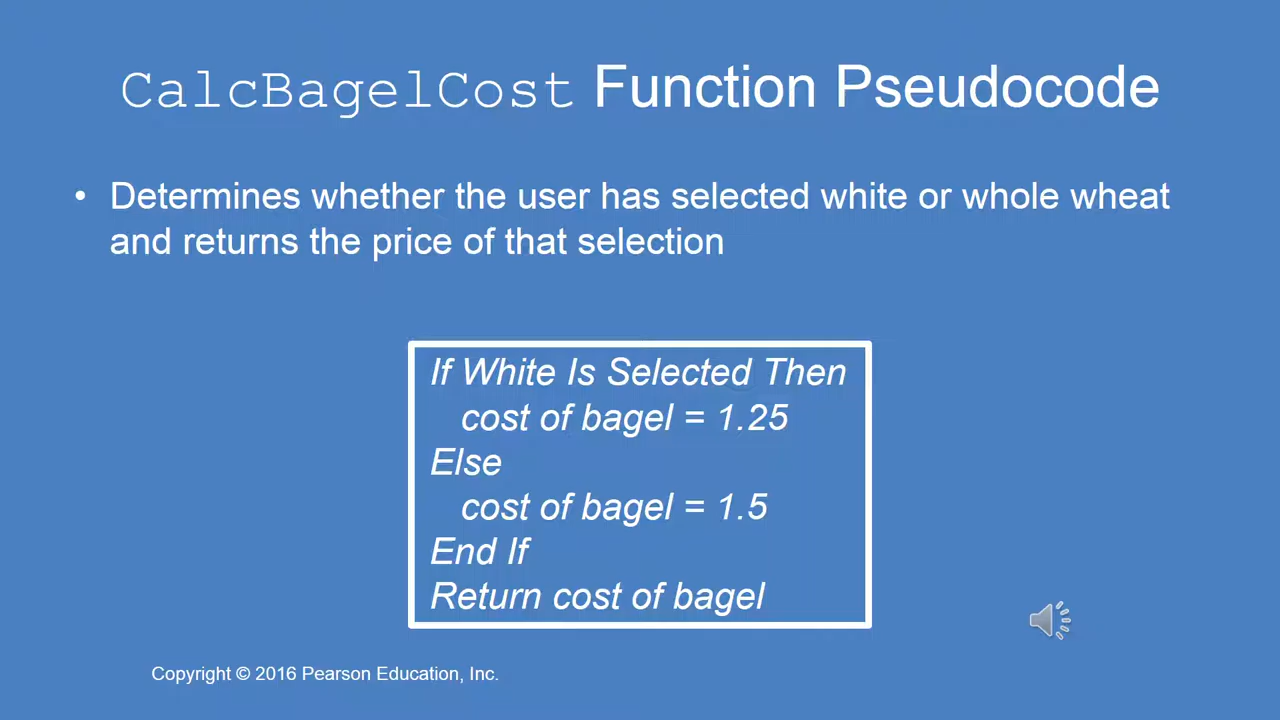 CalcBagelCost Function Pseudocode
• Determines whether the user has selected white or whole wheat
and returns the price of that selection
If White Is Selected Then
cost of bagel = 1.25
Else
cost of bagel = 1.5
End If
Return cost of bagel
Copyright © 2016 Pearson Education, Inc.